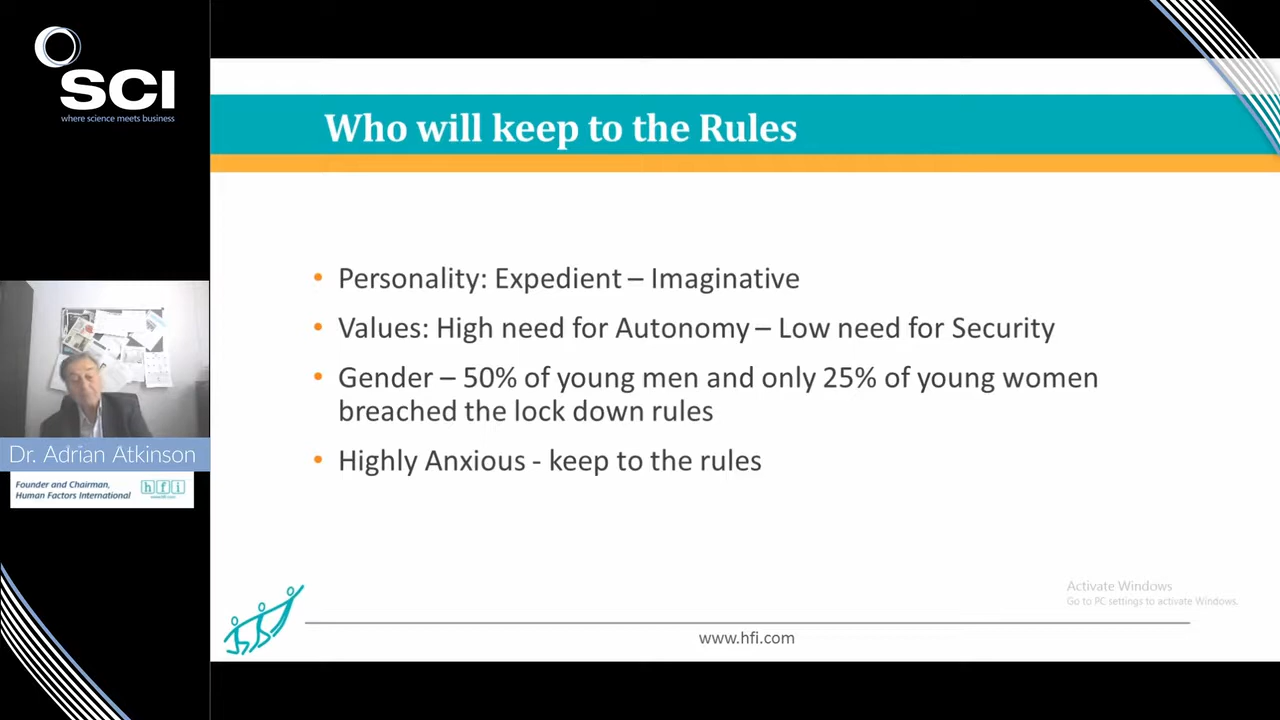 SCI
where science meets business
Who will keep to the Rules
• Personality: Expedient – Imaginative
• Values: High need for Autonomy – Low need for Security
• Gender – 50% of young men and only 25% of young women
breached the lock down rules
• Highly Anxious - keep to the rules
Dr. Adrian Atkinson
Founder and Chairman,
Human Factors International
hfi
www.hfi.com
Activate Windows
Go to PC settings to activate Windows.
www.hfi.com